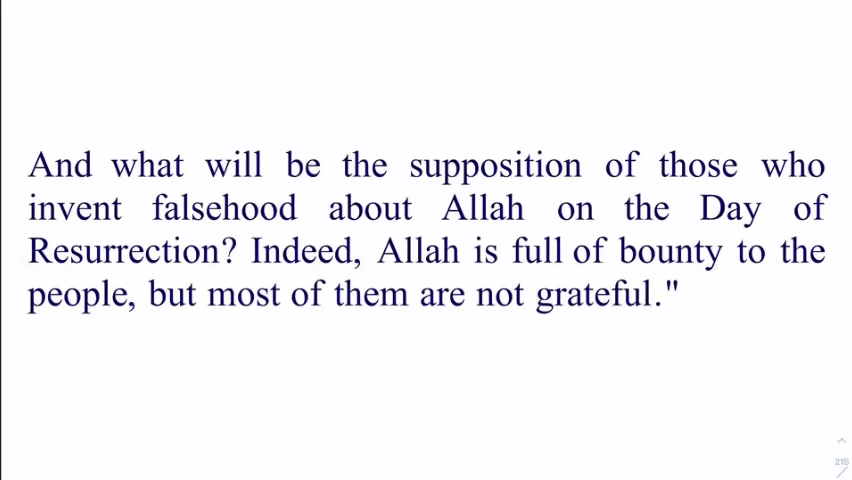 And what will be the supposition of those who
invent falsehood about Allah on the Day of
Resurrection? Indeed, Allah is full of bounty to the
people, but most of them are not grateful."
216